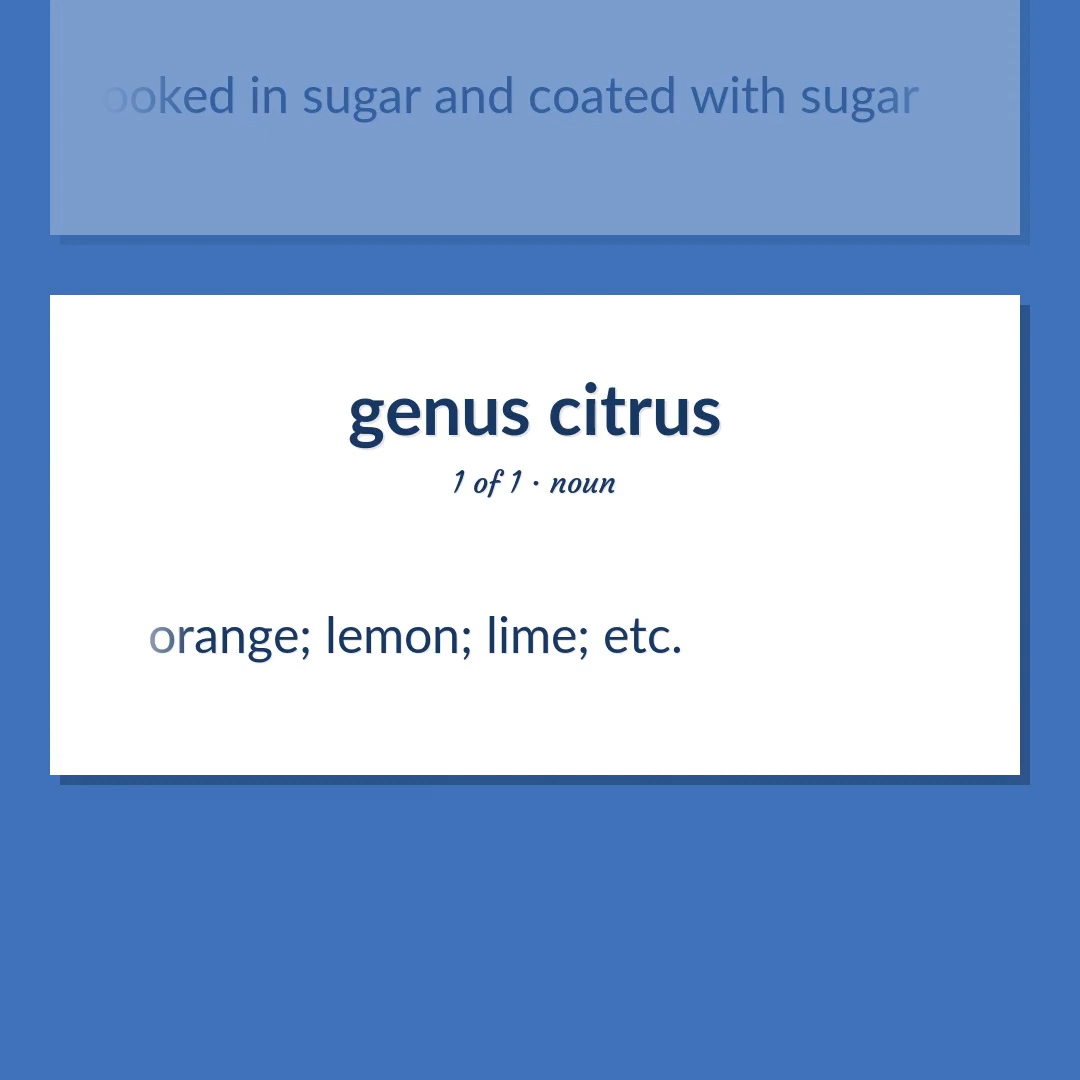 ooked in sugar and coated with sugar
genus citrus
1 of 1 · noun
orange; lemon; lime; etc.